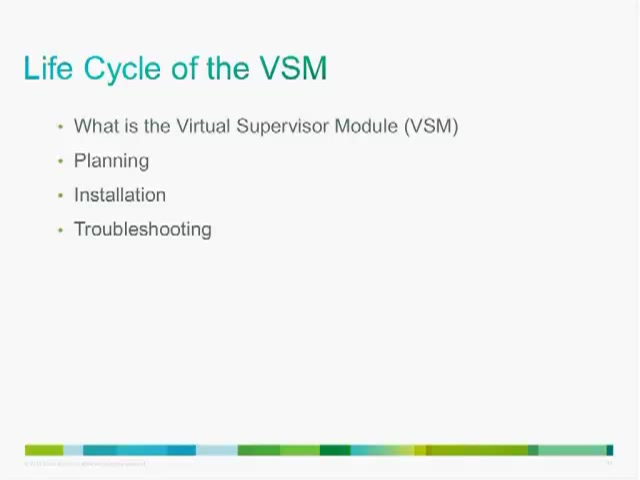 Life Cycle of the VSM
• What is the Virtual Supervisor Module (VSM)
• Planning
• Installation
• Troubleshooting